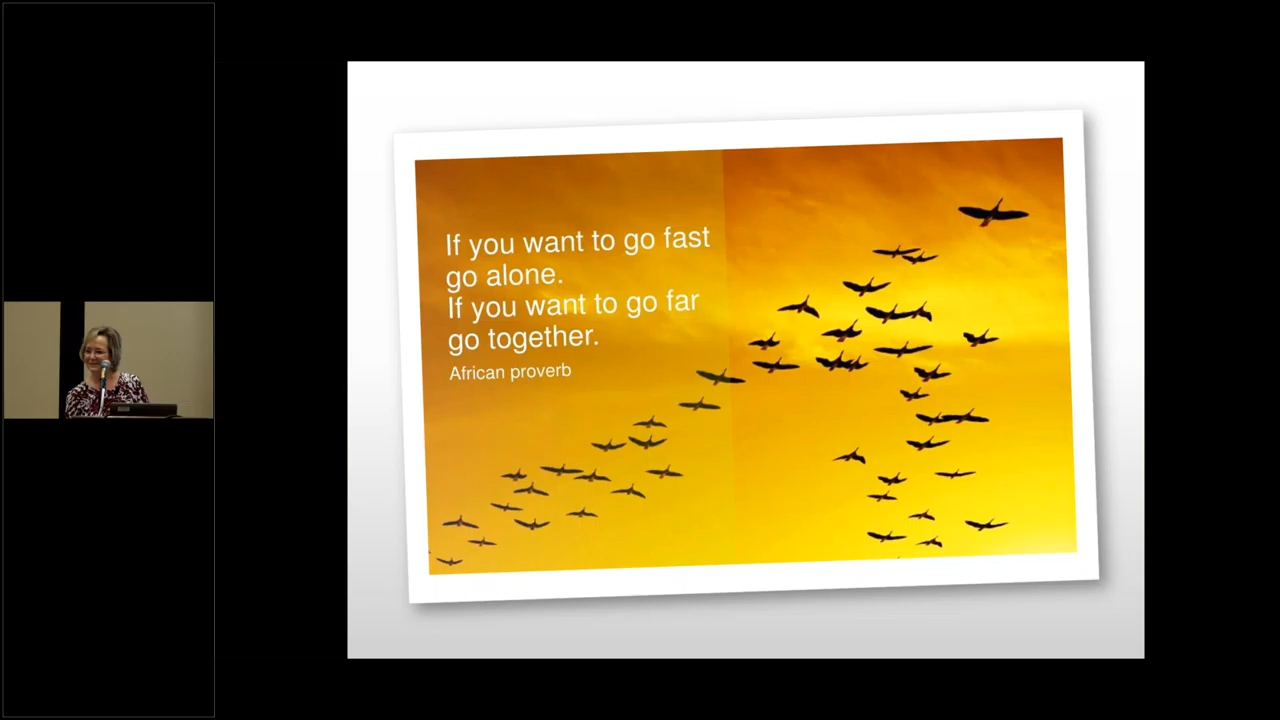 If you want to go fast
go alone.
If you want to go far
go together.
African proverb